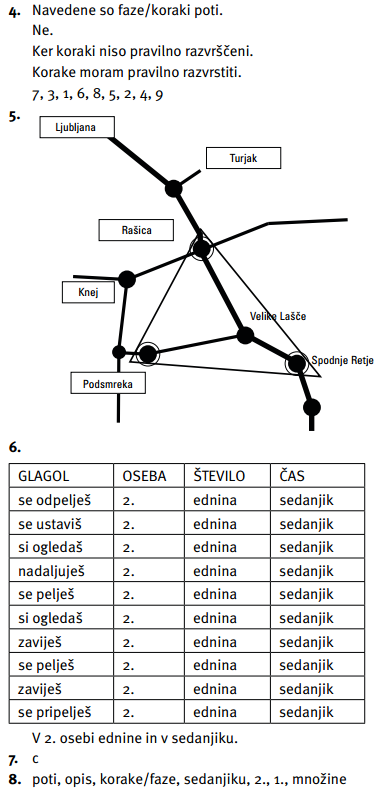 4. Navedene so faze/koraki poti.
Ne.
Ker koraki niso pravilno razvrščeni.
Korake moram pravilno razvrstiti.
7, 3, 1, 6, 8, 5, 2, 4, 9
5.
Ljubljana
Turjak
Rašica
Knej
Velike Lašče
Spodnje Retje
Podsmreka
6.
GLAGOL OSEBA ŠTEVILO ČAS
se odpelješ 2. ednina sedanjik
se ustaviš 2. ednina sedanjik
si ogledaš 2. ednina sedanjik
nadaljuješ 2. ednina sedanjik
se pelješ 2. ednina sedanjik
si ogledaš 2. ednina sedanjik
zaviješ 2. ednina sedanjik
se pelješ 2. ednina sedanjik
zaviješ 2. ednina sedanjik
se pripelješ 2. ednina sedanjik
V 2. osebi ednine in v sedanjiku.
7. c
8. poti, opis, korake/faze, sedanjiku, 2., 1., množine